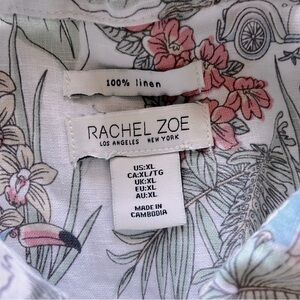 100% linen
RACHEL ZOE
LOS ANGELES NEW YORK
US:XL
CA:XL/TG
UK:XL
EU:XL
AU:XL
MADE IN
CAMBODIA